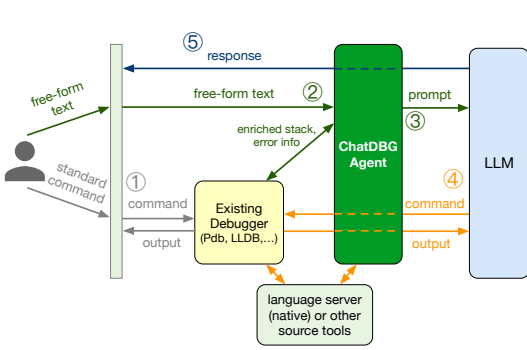 ⑤
response
free-form
text
free-form text
②
prompt
③
enriched stack,
error info
ChatDBG
Agent
LLM
standard
command
①
④
command
output
Existing
Debugger
(Pdb, LLDB,...)
command
output
language server
(native) or other
source tools